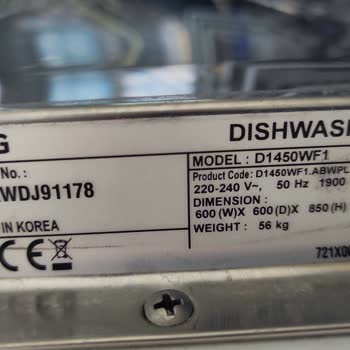 G
DISHWASH
No. :
WDJ91178
IN KOREA
CE
MODEL : D1450WF1
Product Code: D1450WF1.ABWPL
220-240 V~, 50 Hz 1900
DIMENSION :
600 (W)X 600(D)X 850(H)
WEIGHT : 56 kg
721X0